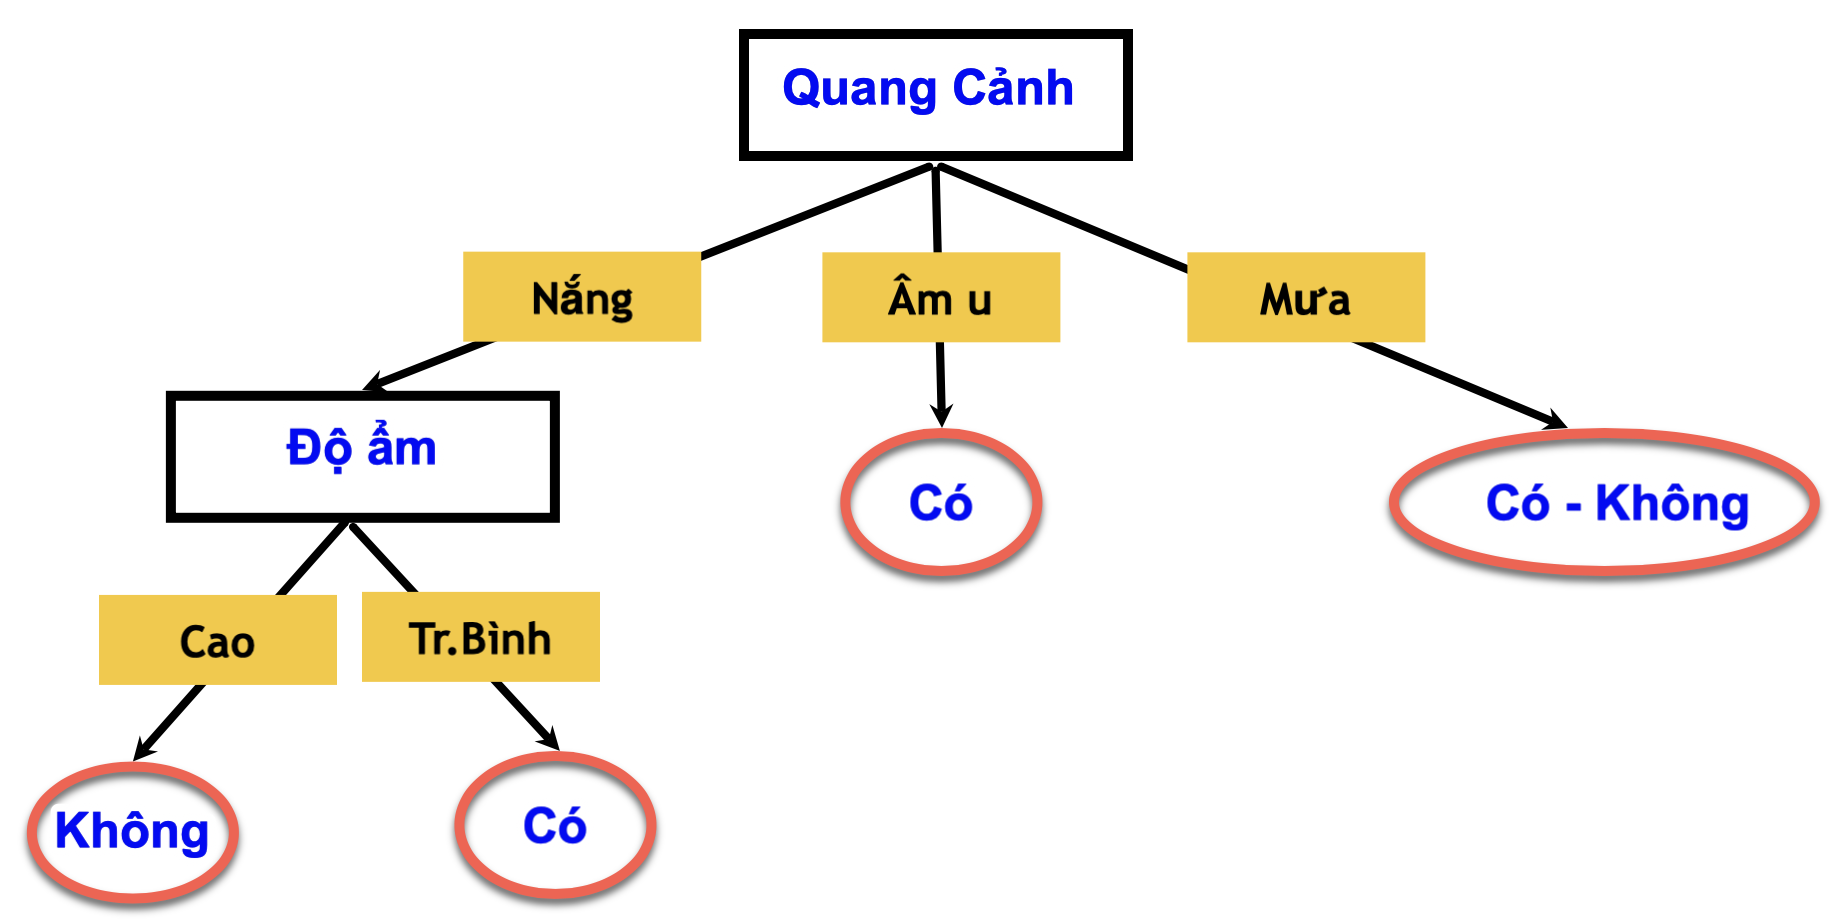 Quang Cảnh
Nắng
Âm u
Mưa
Độ ẩm
Có
Có - Không
Cao
Tr.Bình
Không
Có